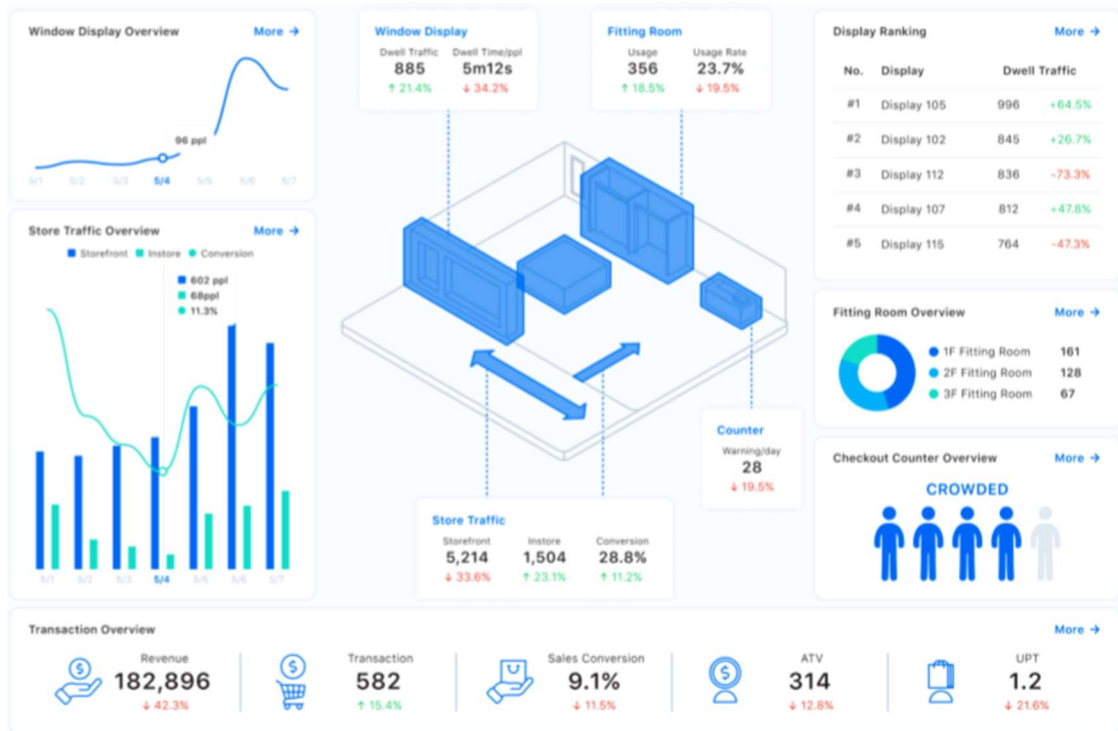 Window Display Overview More →
96 ppl
5/1 5/2 5/3 5/4 5/5 5/6 5/7
Store Traffic Overview More →
Storefront Instore Conversion
602 ppl
68ppl
11.3%
5/1 5/2 5/3 5/4 5/5 5/6 5/7
Window Display
Dwell Traffic Dwell Time/ppl
885 5m12s
↑ 21.4% ↓ 34.2%
Fitting Room
Usage Usage Rate
356 23.7%
↑ 18.5% ↓ 19.5%
Counter
Warning/day
28
↓ 19.5%
Store Traffic
Storefront Instore Conversion
5,214 1,504 28.8%
↓ 33.6% ↑ 23.1% ↑ 11.2%
Display Ranking More →
No. Display Dwell Traffic
#1 Display 105 996 +64.5%
#2 Display 102 845 +26.7%
#3 Display 112 836 -73.3%
#4 Display 107 812 +47.8%
#5 Display 115 764 -47.3%
Fitting Room Overview More →
1F Fitting Room 161
2F Fitting Room 128
3F Fitting Room 67
Checkout Counter Overview More →
CROWDED
Transaction Overview More →
Revenue Transaction Sales Conversion ATV UPT
182,896 582 9.1% 314 1.2
↓ 42.3% ↑ 15.4% ↓ 11.5% ↓ 12.8% ↓ 21.6%